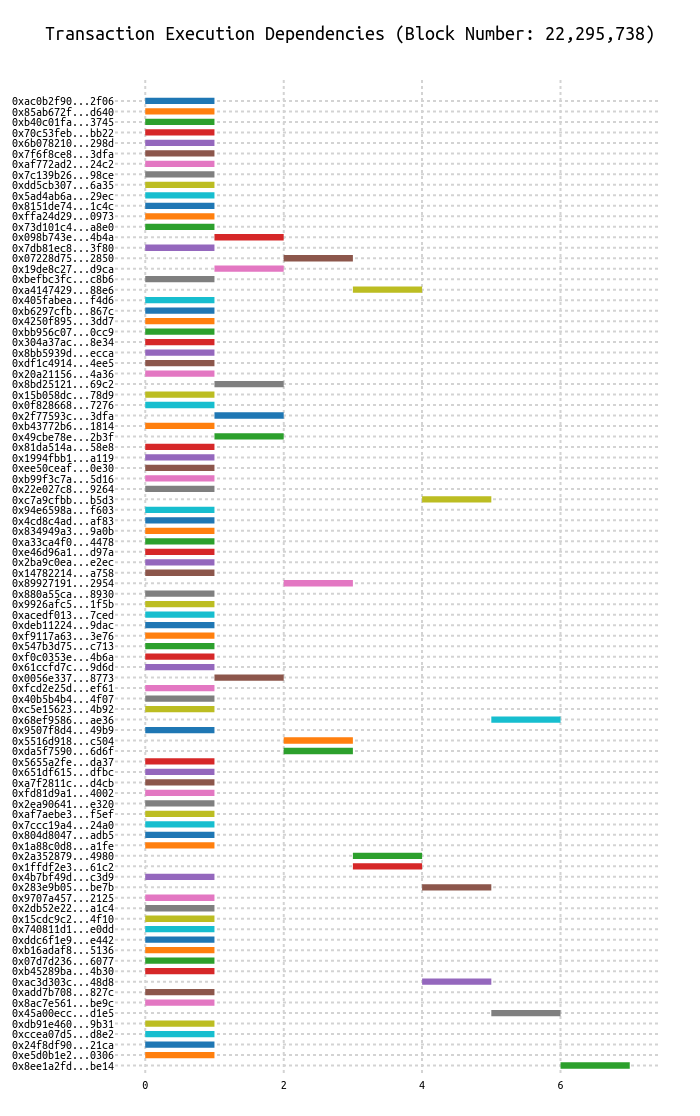 Transaction Execution Dependencies (Block Number: 22,295,738)
0xac0b2f90...2f06
0x85ab672f...d640
0xb40c01fa...3745
0x70c53feb...bb22
0x6b078210...298d
0x7f6f8ce8...3dfa
0xaf772ad2...24c2
0x7c139b26...98ce
0xdd5cb307...6a35
0x5ad4ab6a...29ec
0x8151de74...1c4c
0xffa24d29...0973
0x73d101c4...a8e0
0x098b743e...4b4a
0x7db81ec8...3f80
0x07228d75...2850
0x19de8c27...d9ca
0xbefbc3fc...c8b6
0xa4147429...88e6
0x405fabea...f4d6
0xb6297cfb...867c
0x4250f895...3dd7
0xbb956c07...0cc9
0x304a37ac...8e34
0x8bb5939d...ecca
0xdf1c4914...4ee5
0x20a21156...4a36
0x8bd25121...69c2
0x15b058dc...78d9
0x0f828668...7276
0x2f77593c...3dfa
0xb43772b6...1814
0x49cbe78e...2b3f
0x81da514a...58e8
0x1994fbb1...a119
0xee50ceaf...0e30
0xb99f3c7a...5d16
0x22e027c8...9264
0xc7a9cfbb...b5d3
0x94e6598a...f603
0x4cd8c4ad...af83
0x834949a3...9a0b
0xa33ca4f0...4478
0xe46d96a1...d97a
0x2ba9c0ea...e2ec
0x14782214...a758
0x89927191...2954
0x880a55ca...8930
0x9926afc5...1f5b
0xacedf013...7ced
0xdeb11224...9dac
0xf9117a63...3e76
0x547b3d75...c713
0xf0c0353e...4b6a
0x61ccfd7c...9d6d
0x0056e337...8773
0xfcd2e25d...ef61
0x40b5b4b4...4f07
0xc5e15623...4b92
0x68ef9586...ae36
0x9507f8d4...49b9
0x5516d918...c504
0xda5f7590...6d6f
0x5655a2fe...da37
0x651df615...dfbc
0xa7f2811c...d4cb
0xfd81d9a1...4002
0x2ea90641...e320
0xaf7aebe3...f5ef
0x7ccc19a4...24a0
0x804d8047...adb5
0x1a88c0d8...a1fe
0x2a352879...4980
0x1ffdf2e3...61c2
0x4b7bf49d...c3d9
0x283e9b05...be7b
0x9707a457...2125
0x2db52e22...a1c4
0x15cdc9c2...4f10
0x740811d1...e0dd
0xddc6f1e9...e442
0xb16adaf8...5136
0x07d7d236...6077
0xb45289ba...4b30
0xac3d303c...48d8
0xadd7b708...827c
0x8ac7e561...be9c
0x45a00ecc...d1e5
0xdb91e460...9b31
0xccea07d5...d8e2
0x24f8df90...21ca
0xe5d0b1e2...0306
0x8ee1a2fd...be14
0 2 4 6